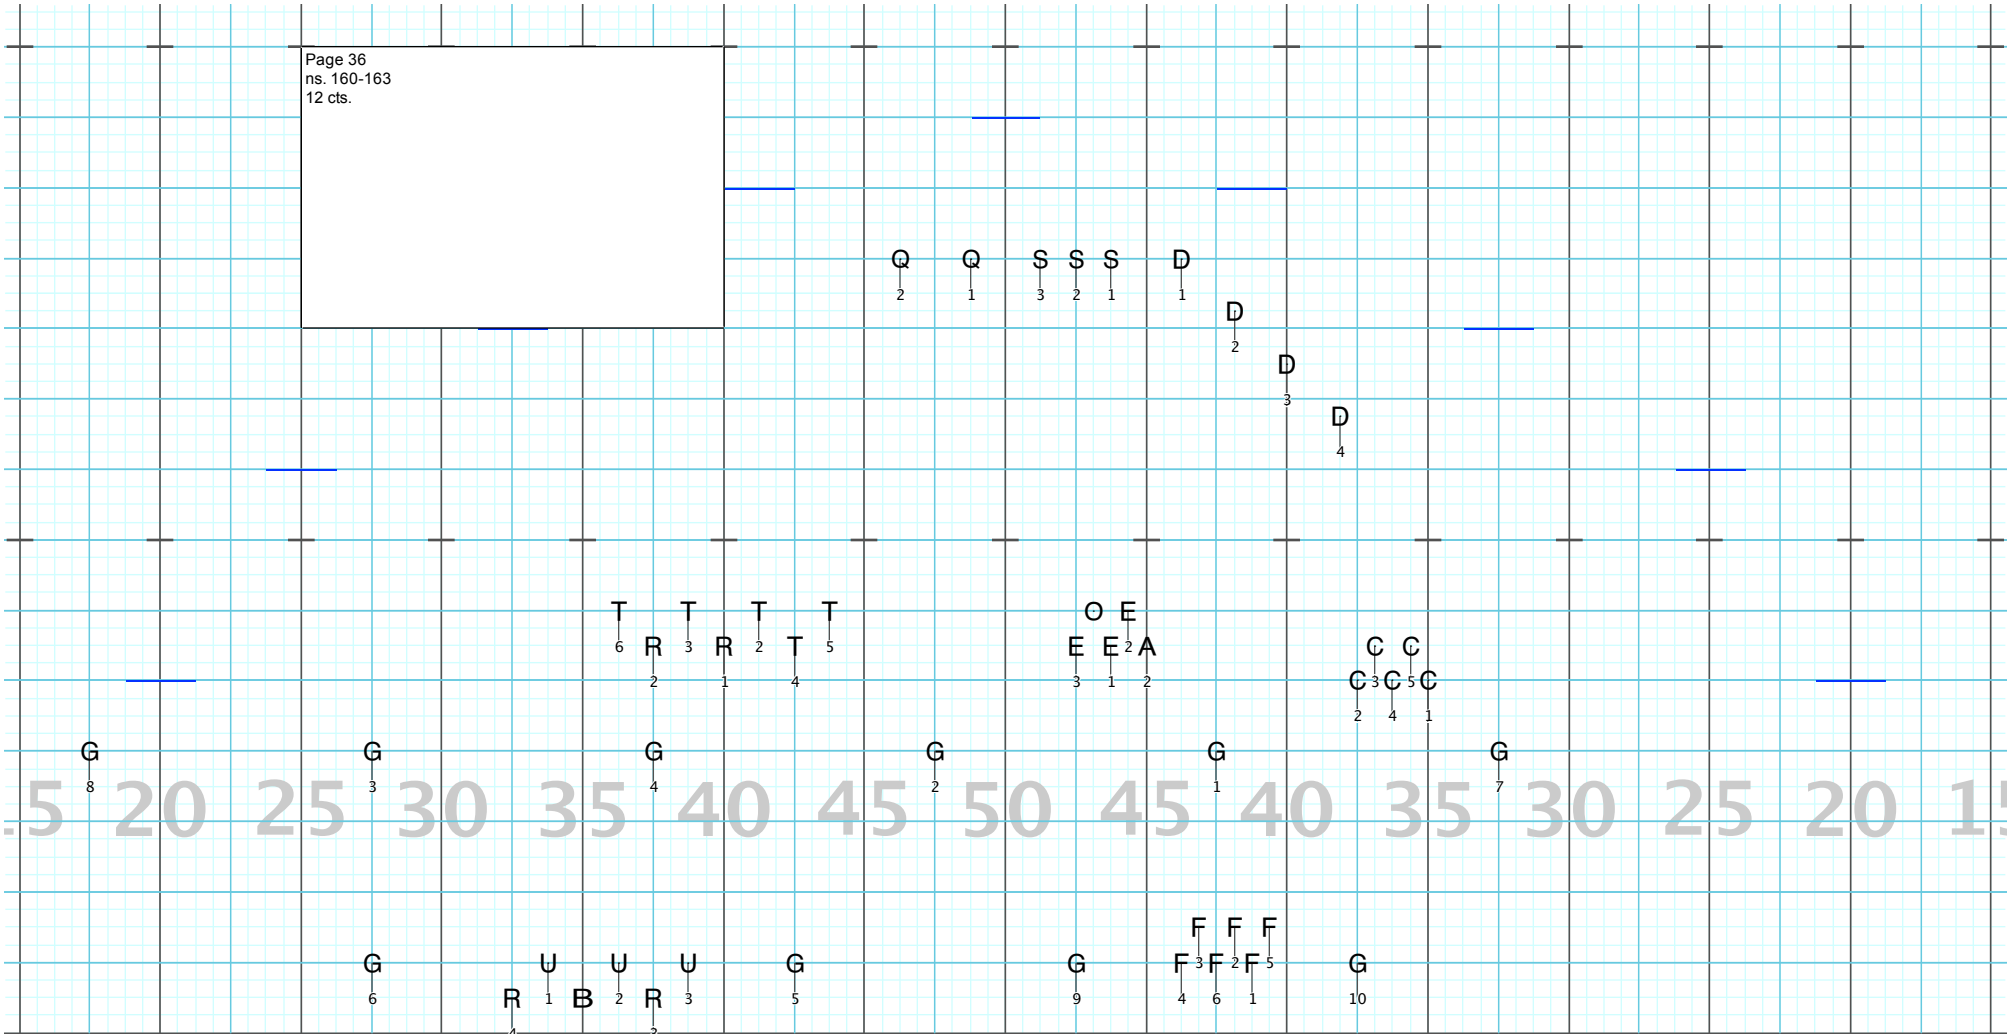 Page 36
ns. 160-163
12 cts.
Q Q S S S D
2 1 3 2 1 1
D
2
D
3
D
4
T T T T O E
6 3 2 5 2
R R T E E A C C
2 1 4 3 1 2 3 5
C C C
2 4 1
G G G G G G
8 3 4 2 1 7
20 25 30 35 40 45 50 45 40 35 30 25 20
F F F
3 2 5
G U U U G G F F F G
6 1 2 3 5 9 4 6 1 10
R B R